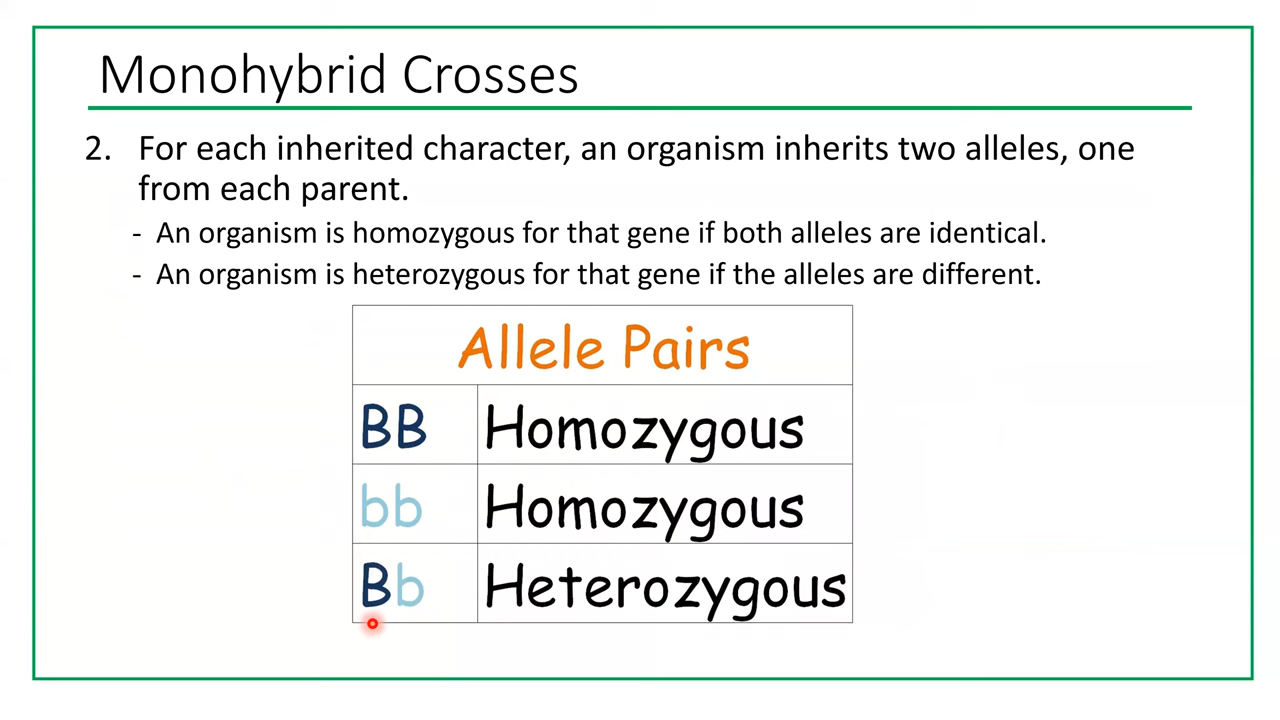 Monohybrid Crosses
2. For each inherited character, an organism inherits two alleles, one
from each parent.
- An organism is homozygous for that gene if both alleles are identical.
- An organism is heterozygous for that gene if the alleles are different.
Allele Pairs
BB Homozygous
bb Homozygous
Bb Heterozygous